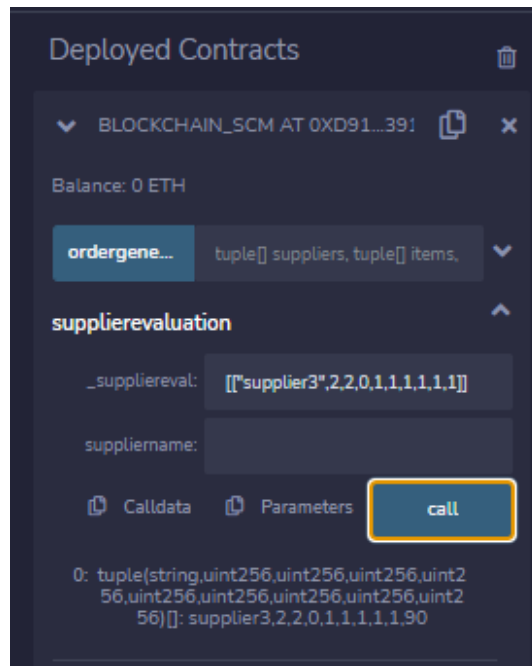 Deployed Contracts
BLOCKCHAIN_SCM AT 0XD91...391
Balance: 0 ETH
ordergene... tuple[] suppliers, tuple[] items,
supplierevaluation
_suppliereval: [["supplier3",2,2,0,1,1,1,1,1,1]]
suppliername:
Calldata Parameters call
0: tuple(string,uint256,uint256,uint256,uint2
56,uint256,uint256,uint256,uint256,uint2
56)[]: supplier3,2,2,0,1,1,1,1,1,90